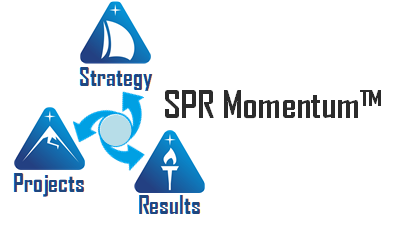 Strategy
SPR Momentum™
Projects
Results